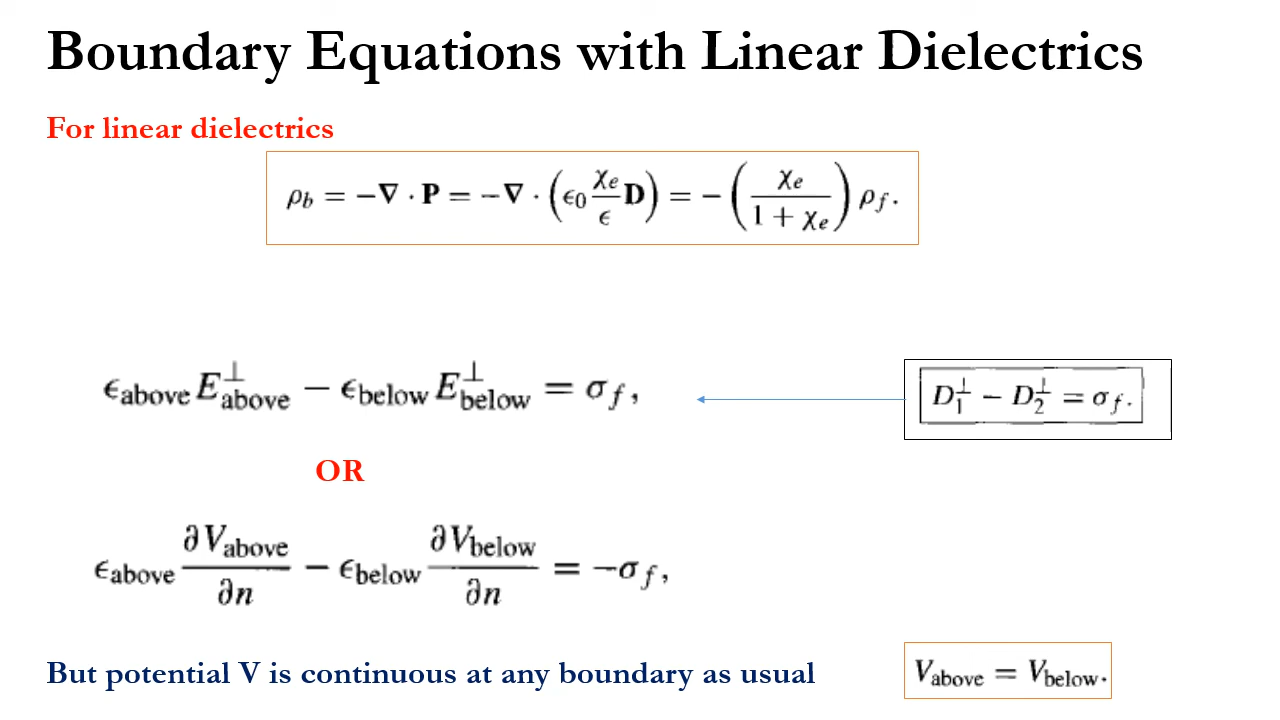 Boundary Equations with Linear Dielectrics
For linear dielectrics
ρ_b = −∇ · P = −∇ · (ϵ₀ (χ_e/ϵ) D) = −(χ_e/(1 + χ_e)) ρ_f.
ϵ_above E^⊥_above − ϵ_below E^⊥_below = σ_f,
D^⊥_1 − D^⊥_2 = σ_f.
OR
ϵ_above ∂V_above/∂n − ϵ_below ∂V_below/∂n = −σ_f,
But potential V is continuous at any boundary as usual
V_above = V_below.